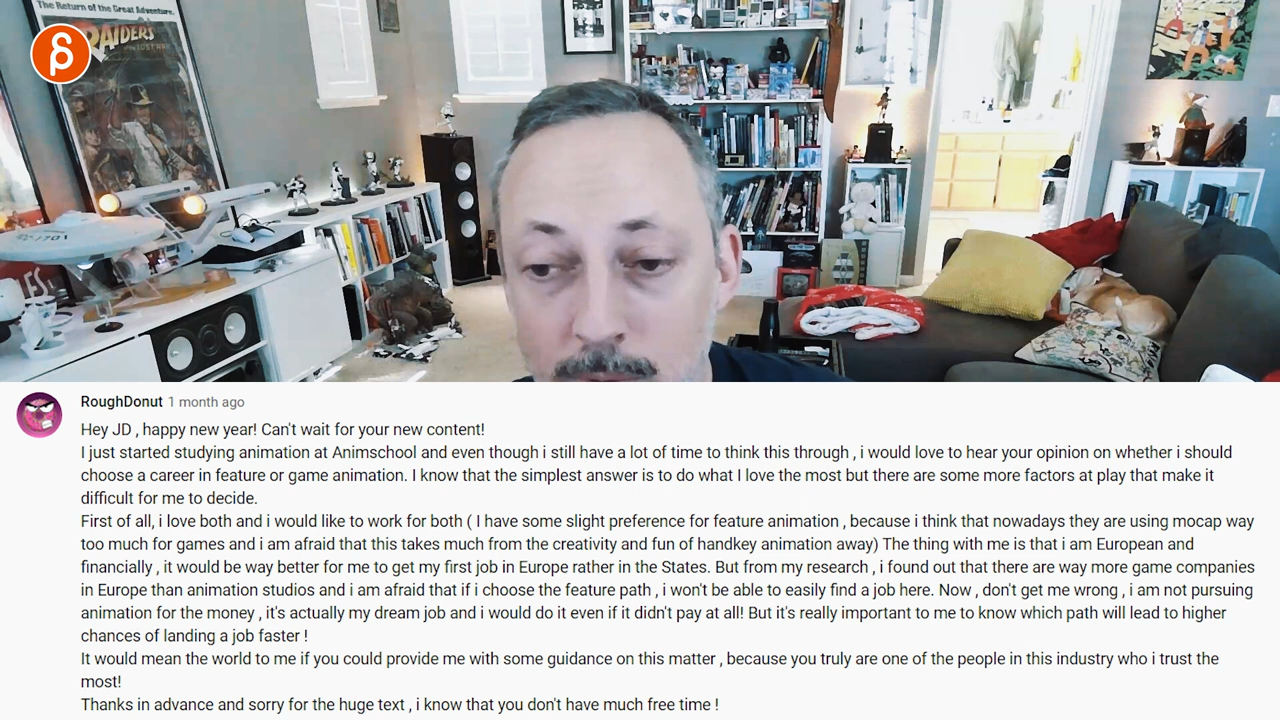 The Return of the Great Adventure.
RAIDERS
OF THE LOST
RoughDonut 1 month ago
Hey JD , happy new year! Can't wait for your new content!
I just started studying animation at Animschool and even though i still have a lot of time to think this through , i would love to hear your opinion on whether i should
choose a career in feature or game animation. I know that the simplest answer is to do what I love the most but there are some more factors at play that make it
difficult for me to decide.
First of all, i love both and i would like to work for both ( I have some slight preference for feature animation , because i think that nowadays they are using mocap way
too much for games and i am afraid that this takes much from the creativity and fun of handkey animation away) The thing with me is that i am European and
financially , it would be way better for me to get my first job in Europe rather in the States. But from my research , i found out that there are way more game companies
in Europe than animation studios and i am afraid that if i choose the feature path , i won't be able to easily find a job here. Now , don't get me wrong , i am not pursuing
animation for the money , it's actually my dream job and i would do it even if it didn't pay at all! But it's really important to me to know which path will lead to higher
chances of landing a job faster !
It would mean the world to me if you could provide me with some guidance on this matter , because you truly are one of the people in this industry who i trust the
most!
Thanks in advance and sorry for the huge text , i know that you don't have much free time !